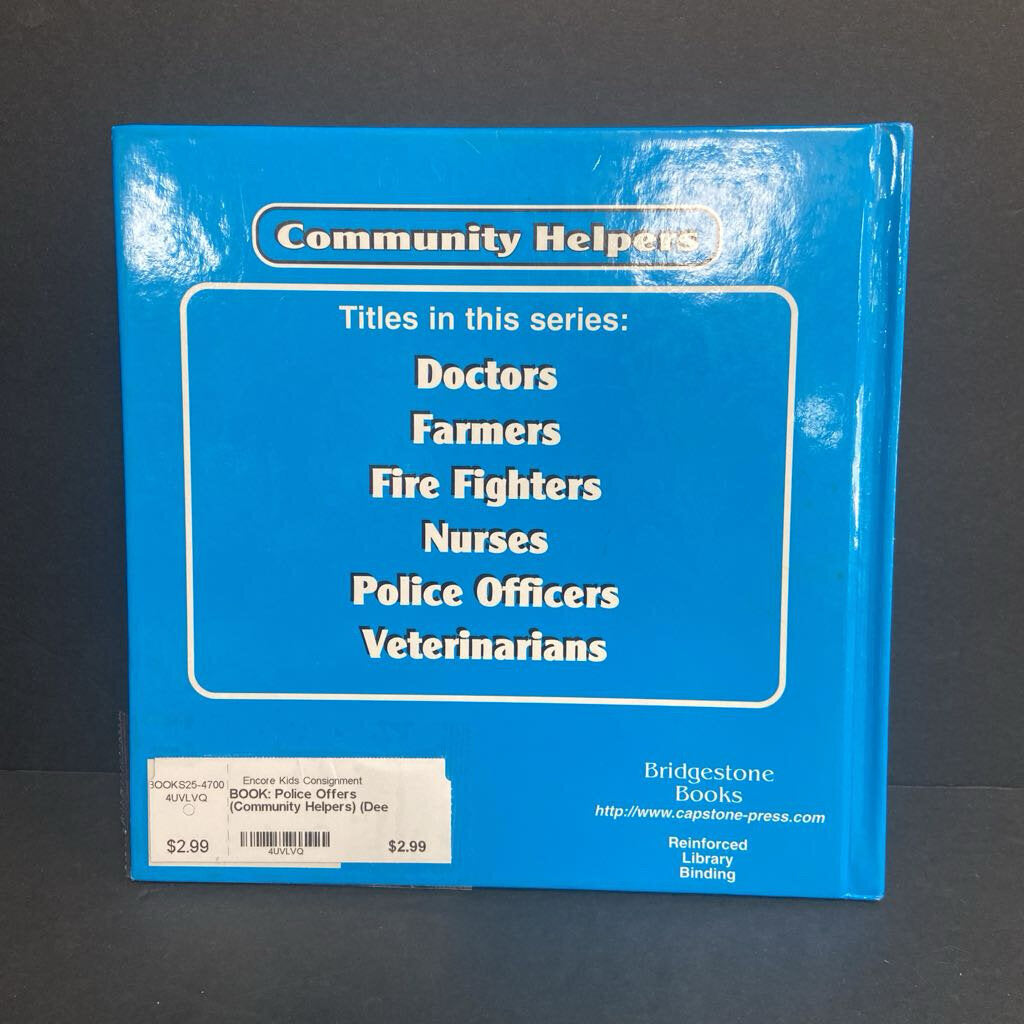 Community Helpers
Titles in this series:
Doctors
Farmers
Fire Fighters
Nurses
Police Officers
Veterinarians
BOOKS25-4700
4UVLVQ
$2.99
Encore Kids Consignment
BOOK: Police Offers
(Community Helpers) (Dee
4UVLVQ
$2.99
Bridgestone
Books
http://www.capstone-press.com
Reinforced
Library
Binding